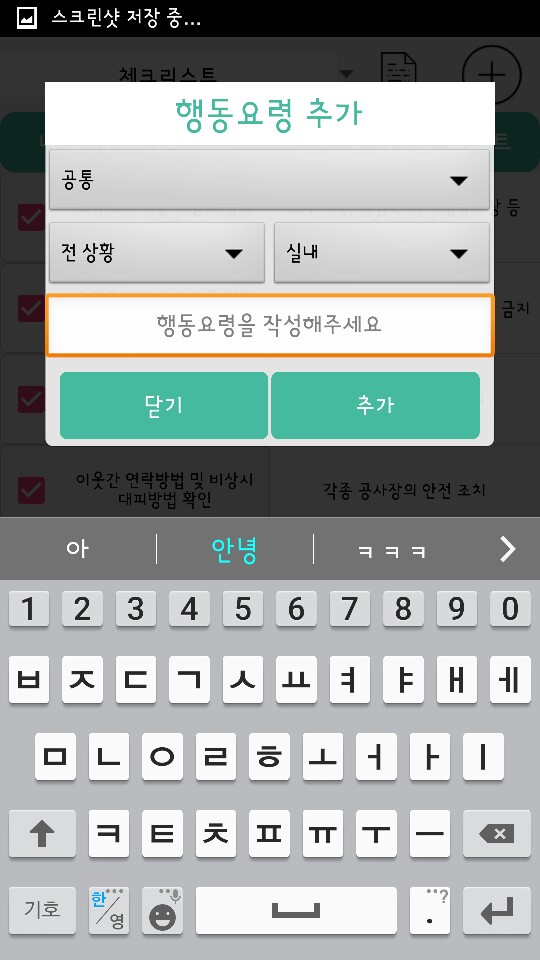 스크린샷 저장 중...
체크리스트
행동요령 추가
공통
등
전 상황
실내
금지
행동요령을 작성해주세요
닫기
추가
이웃간 연락방법 및 비상시
대피방법 확인
각종 공사장의 안전 조치
아
안녕
ㅋㅋㅋ
1 2 3 4 5 6 7 8 9 0
ㅂ ㅈ ㄷ ㄱ ㅅ ㅛ ㅕ ㅑ ㅐ ㅔ
ㅁ ㄴ ㅇ ㄹ ㅎ ㅗ ㅓ ㅏ ㅣ
ㅋ ㅌ ㅊ ㅍ ㅠ ㅜ ㅡ
기호
한/영
. ...?